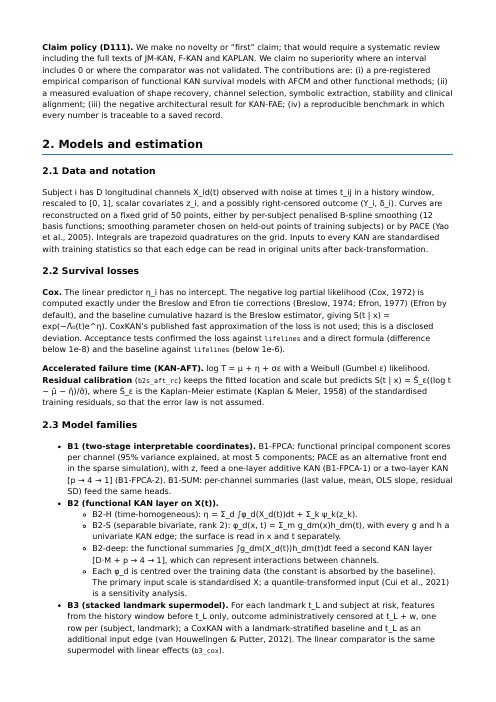 Claim policy (D111). We make no novelty or “first” claim; that would require a systematic review
including the full texts of JM-KAN, F-KAN and KAPLAN. We claim no superiority where an interval
includes 0 or where the comparator was not validated. The contributions are: (i) a pre-registered
empirical comparison of functional KAN survival models with AFCM and other functional methods; (ii)
a measured evaluation of shape recovery, channel selection, symbolic extraction, stability and clinical
alignment; (iii) the negative architectural result for KAN-FAE; (iv) a reproducible benchmark in which
every number is traceable to a saved record.
2. Models and estimation
2.1 Data and notation
Subject i has D longitudinal channels X_id(t) observed with noise at times t_ij in a history window,
rescaled to [0, 1], scalar covariates z_i, and a possibly right-censored outcome (Y_i, δ_i). Curves are
reconstructed on a fixed grid of 50 points, either by per-subject penalised B-spline smoothing (12
basis functions; smoothing parameter chosen on held-out points of training subjects) or by PACE (Yao
et al., 2005). Integrals are trapezoid quadratures on the grid. Inputs to every KAN are standardised
with training statistics so that each edge can be read in original units after back-transformation.
2.2 Survival losses
Cox. The linear predictor η_i has no intercept. The negative log partial likelihood (Cox, 1972) is
computed exactly under the Breslow and Efron tie corrections (Breslow, 1974; Efron, 1977) (Efron by
default), and the baseline cumulative hazard is the Breslow estimator, giving S(t | x) =
exp(−Λ̂₀(t)e^η). CoxKAN’s published fast approximation of the loss is not used; this is a disclosed
deviation. Acceptance tests confirmed the loss against lifelines and a direct formula (difference
below 1e-8) and the baseline against lifelines (below 1e-6).
Accelerated failure time (KAN-AFT). log T = μ + η + σε with a Weibull (Gumbel ε) likelihood.
Residual calibration (b2s_aft_rc) keeps the fitted location and scale but predicts S(t | x) = Ŝ_ε((log t
− μ̂ − η̂)/σ̂), where Ŝ_ε is the Kaplan–Meier estimate (Kaplan & Meier, 1958) of the standardised
training residuals, so that the error law is not assumed.
2.3 Model families
• B1 (two-stage interpretable coordinates). B1-FPCA: functional principal component scores
per channel (95% variance explained, at most 5 components; PACE as an alternative front end
in the sparse simulation), with z, feed a one-layer additive KAN (B1-FPCA-1) or a two-layer KAN
[p → 4 → 1] (B1-FPCA-2). B1-SUM: per-channel summaries (last, mean, OLS slope, residual
SD) feed the same heads.
• B2 (functional KAN layer on X(t)).
◦ B2-H (time-homogeneous): η = Σ_d ∫φ_d(X_d(t))dt + Σ_k ψ_k(z_k).
◦ B2-S (separable bivariate, rank 2): φ_d(x, t) = Σ_m g_dm(x)h_dm(t), with every g and h a
univariate KAN edge; the surface is read in x and t separately.
◦ B2-deep: the functional summaries ∫g_dm(X_d(t))h_dm(t)dt feed a second KAN layer
[D·M + p → 4 → 1], which can represent interactions between channels.
◦ Each φ_d is centred over the training data (the constant is absorbed by the baseline).
The primary input scale is standardised X; a quantile-transformed input (Cui et al., 2021)
is a sensitivity analysis.
• B3 (stacked landmark supermodel). For each landmark t_L and subject at risk, features
from the history window before t_L only, outcome administratively censored at t_L + w, one
row per (subject, landmark); a CoxKAN with a landmark-stratified baseline and t_L as an
additional input edge (van Houwelingen & Putter, 2012). The linear comparator is the same
supermodel with linear effects (b3_cox).